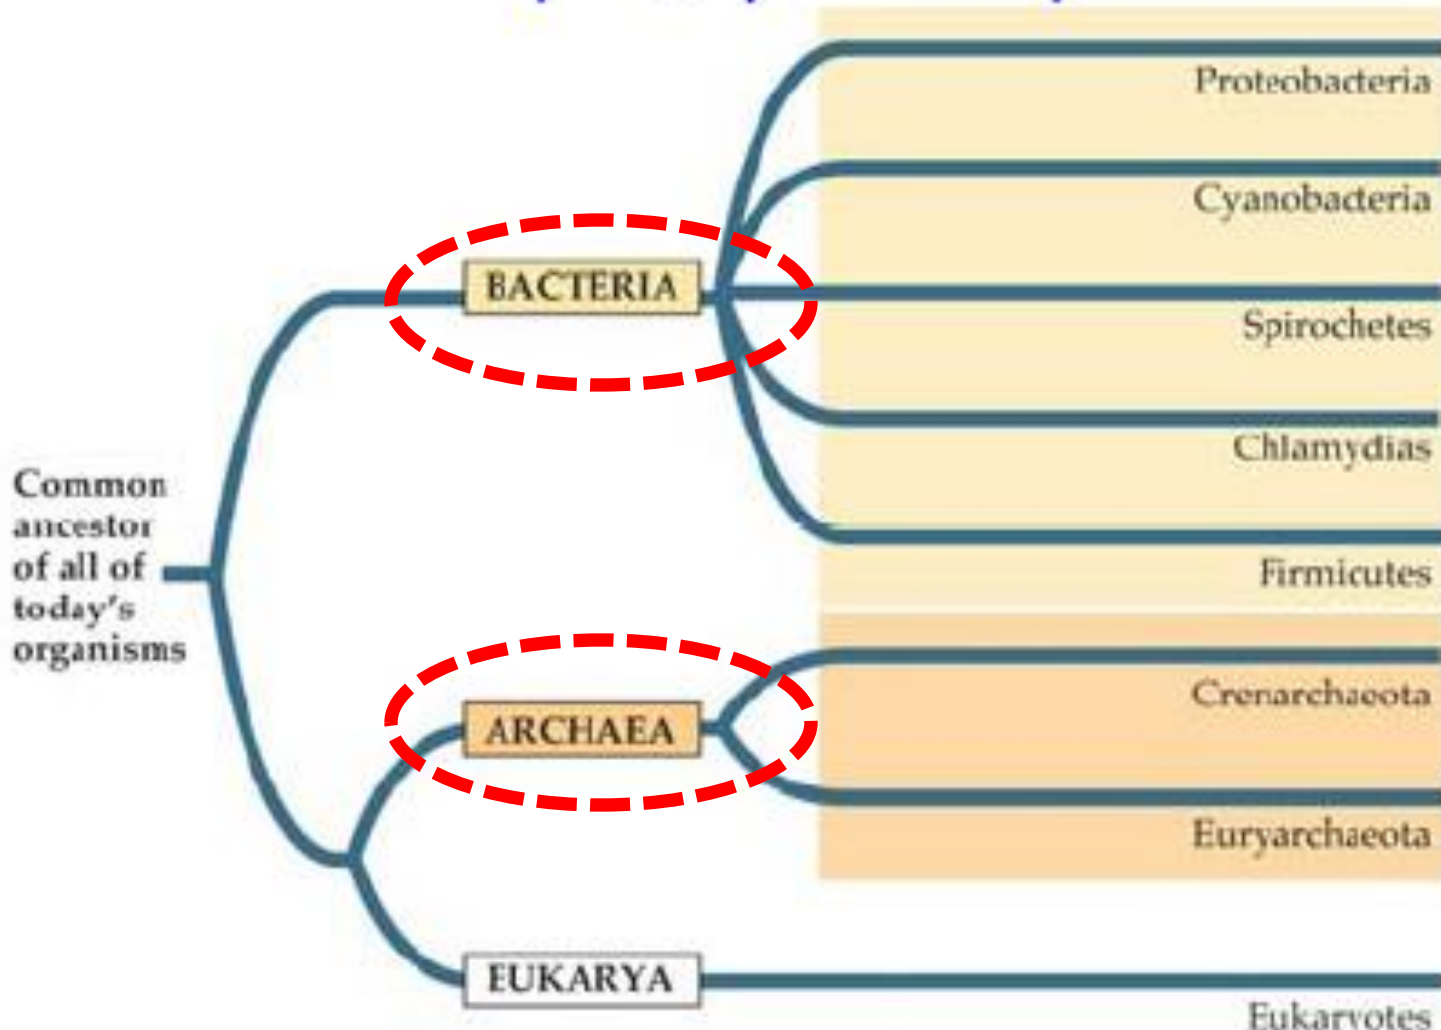 Proteobacteria
Cyanobacteria
BACTERIA
Spirochetes
Chlamydias
Common
ancestor
of all of
today's
organisms
Firmicutes
Crenarchaeota
ARCHAEA
Euryarchaeota
EUKARYA
Eukaryotes